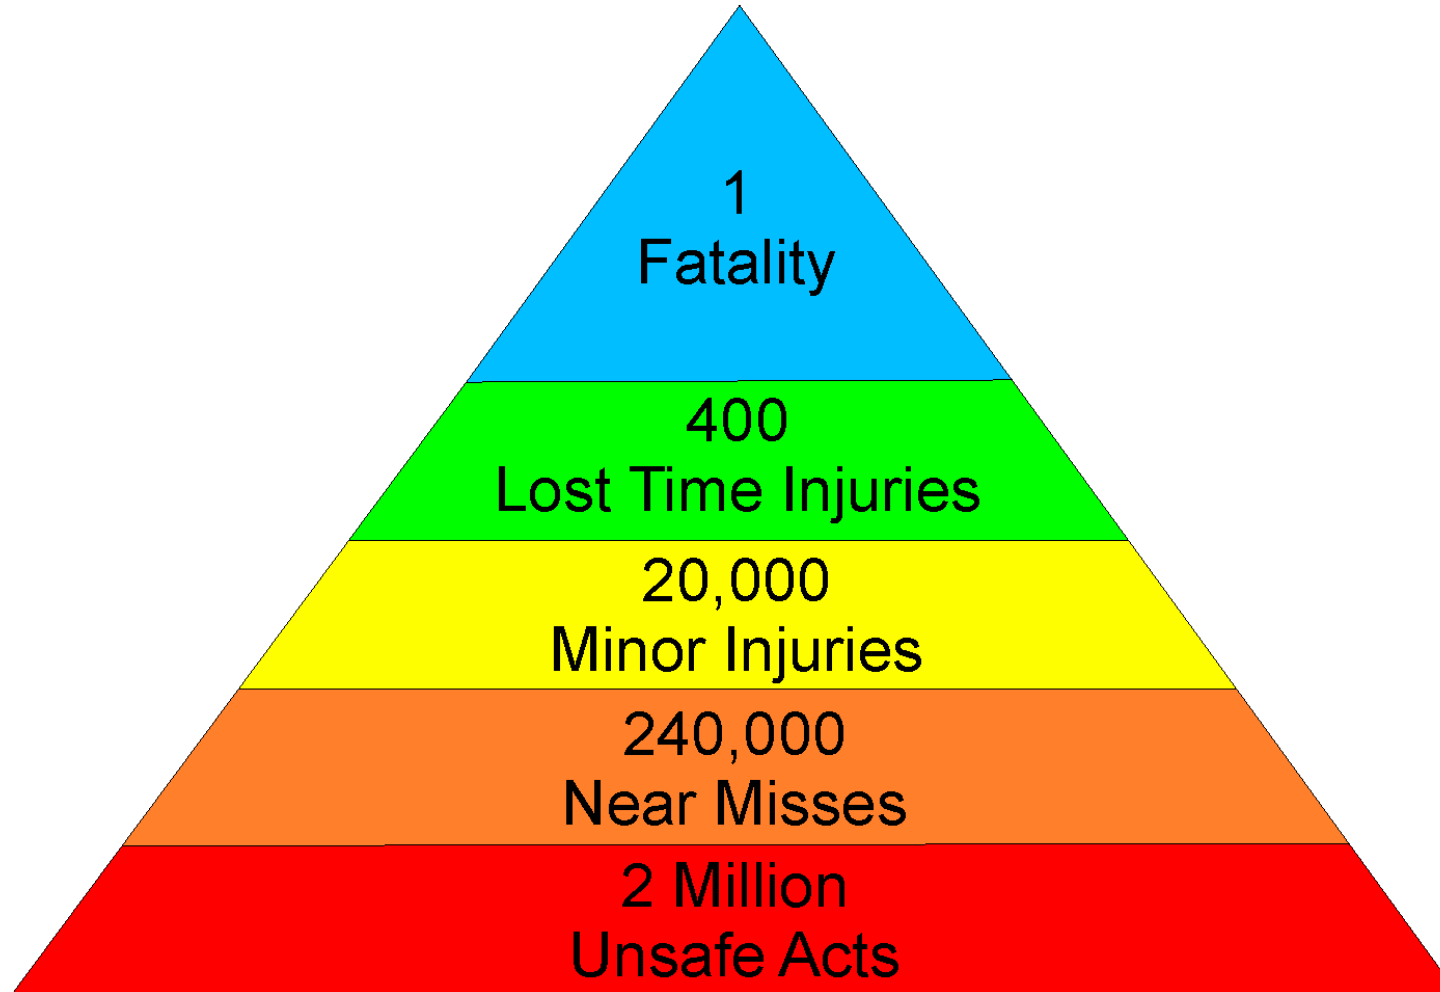 1
Fatality
400
Lost Time Injuries
20,000
Minor Injuries
240,000
Near Misses
2 Million
Unsafe Acts